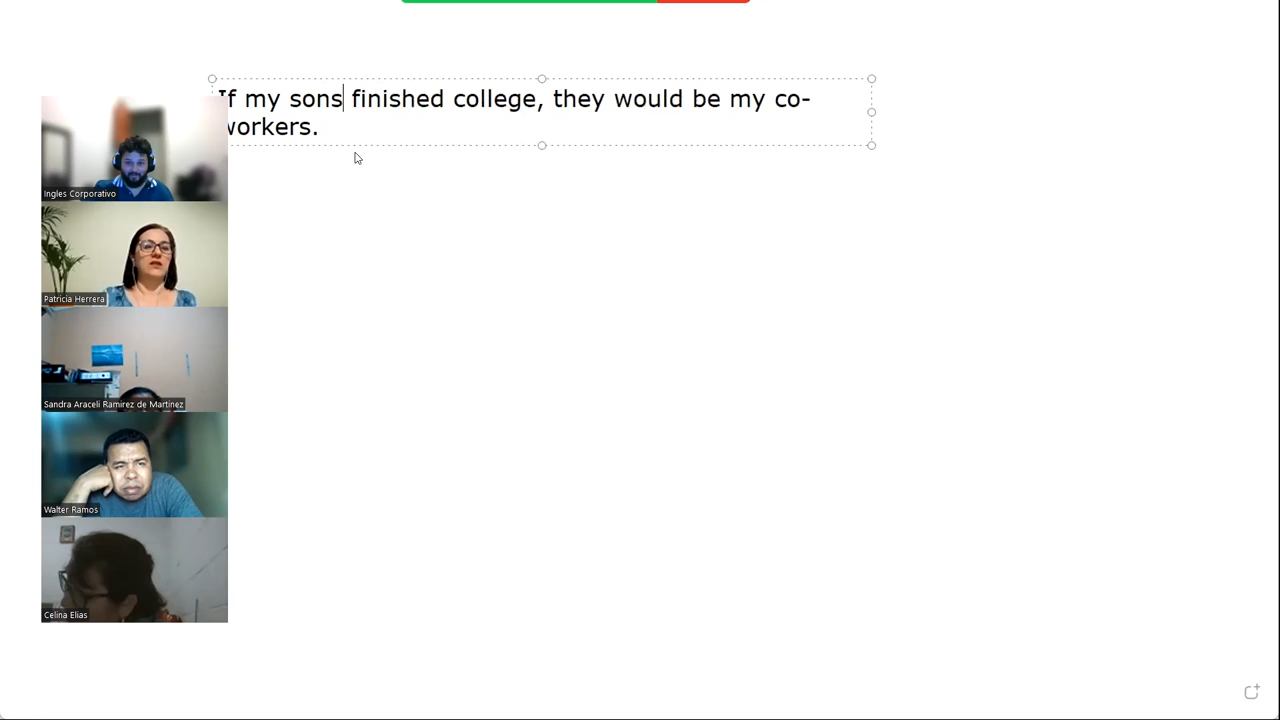 If my sons finished college, they would be my co-
workers.
Ingles Corporativo
Patricia Herrera
Sandra Araceli Ramirez de Martinez
Walter Ramos
Celina Elias